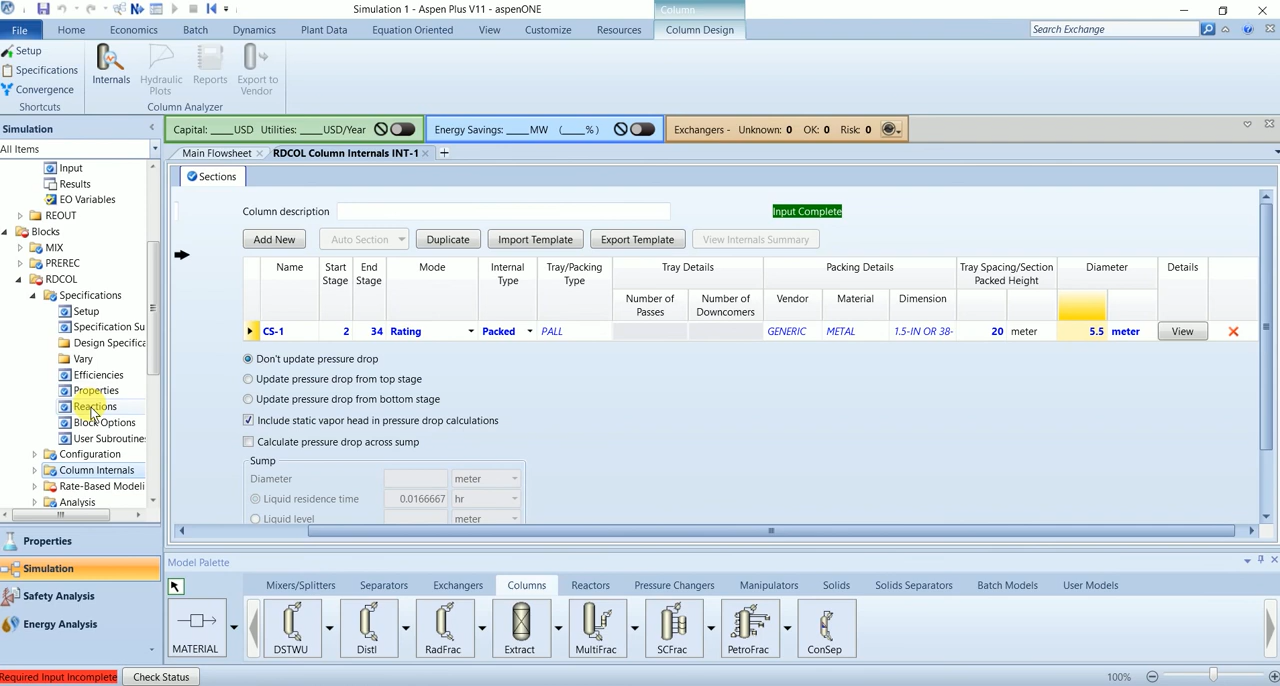 Simulation 1 - Aspen Plus V11 - aspenONE
Column
File Home Economics Batch Dynamics Plant Data Equation Oriented View Customize Resources Column Design Search Exchange
Setup
Specifications
Convergence
Shortcuts
Internals
Hydraulic Plots
Reports
Export to Vendor
Column Analyzer
Simulation
All Items
Capital: ____USD Utilities: ____USD/Year
Energy Savings: ____MW (____%)
Exchangers - Unknown: 0 OK: 0 Risk: 0
Main Flowsheet
RDCOL Column Internals INT-1
Input
Results
EO Variables
REOUT
Blocks
MIX
PREREC
RDCOL
Specifications
Setup
Specification Su
Design Specifica
Vary
Efficiencies
Properties
Reactions
Block Options
User Subroutine
Configuration
Column Internals
Rate-Based Modeli
Analysis
Sections
Column description
Input Complete
Add New Auto Section Duplicate Import Template Export Template View Internals Summary
Name
Start Stage
End Stage
Mode
Internal Type
Tray/Packing Type
Tray Details
Number of Passes
Number of Downcomers
Packing Details
Vendor
Material
Dimension
Tray Spacing/Section Packed Height
Diameter
Details
CS-1 2 34 Rating Packed PALL GENERIC METAL 1.5-IN OR 38- 20 meter 5.5 meter View
Don't update pressure drop
Update pressure drop from top stage
Update pressure drop from bottom stage
Include static vapor head in pressure drop calculations
Calculate pressure drop across sump
Sump
Diameter meter
Liquid residence time 0.0166667 hr
Liquid level meter
Properties
Simulation
Safety Analysis
Energy Analysis
Model Palette
Mixers/Splitters Separators Exchangers Columns Reactors Pressure Changers Manipulators Solids Solids Separators Batch Models User Models
MATERIAL DSTWU Distl RadFrac Extract MultiFrac SCFrac PetroFrac ConSep
Required Input Incomplete Check Status 100%